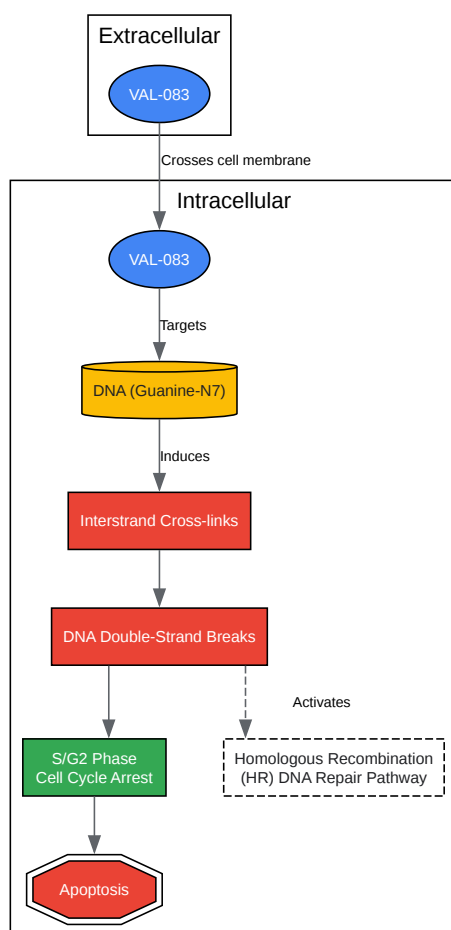 Extracellular
VAL-083
Crosses cell membrane
Intracellular
VAL-083
Targets
DNA (Guanine-N7)
Induces
Interstrand Cross-links
DNA Double-Strand Breaks
Activates
S/G2 Phase
Cell Cycle Arrest
Homologous Recombination
(HR) DNA Repair Pathway
Apoptosis